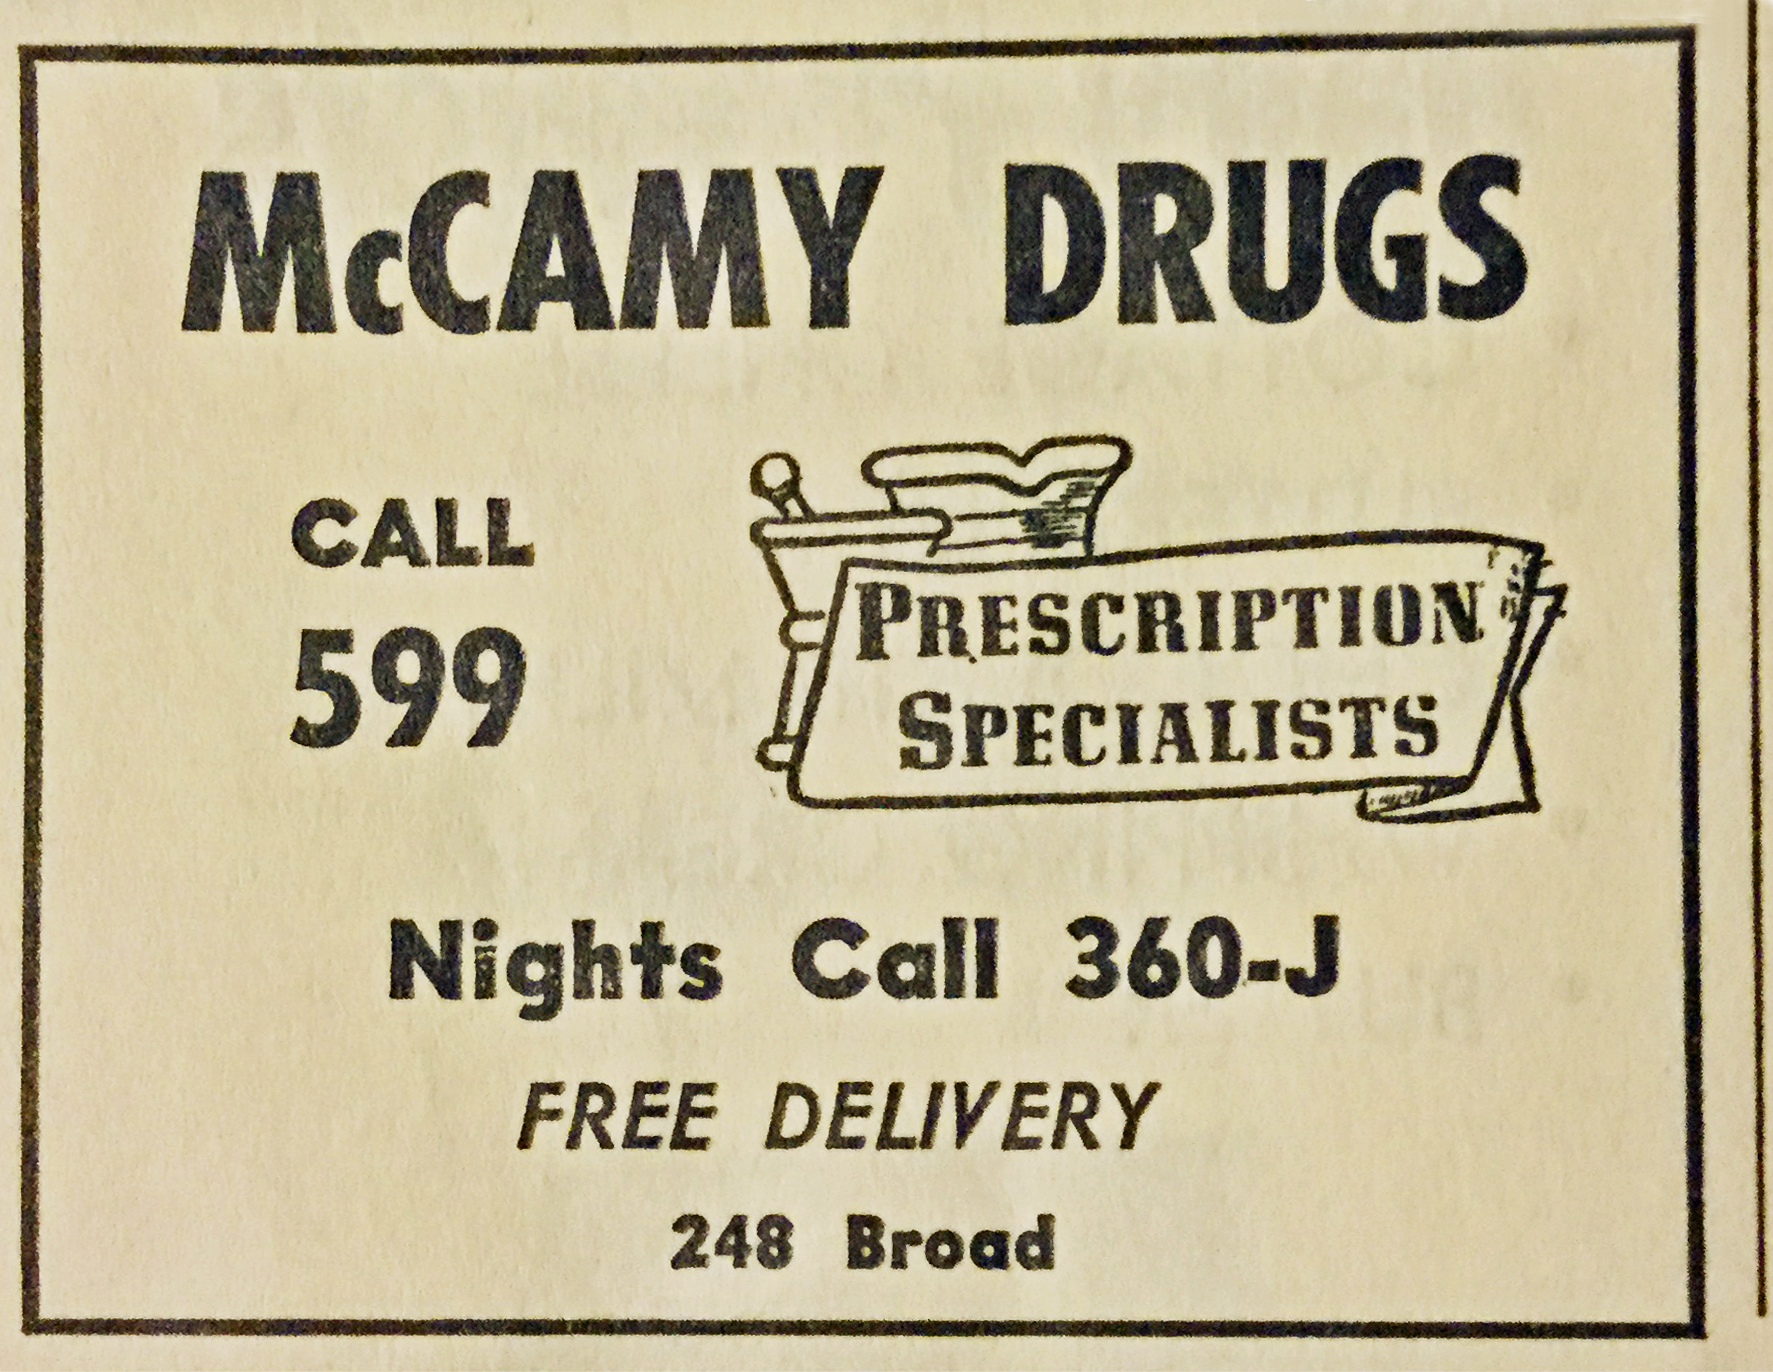 McCAMY DRUGS
CALL
599
PRESCRIPTION
SPECIALISTS
Nights Call 360-J
FREE DELIVERY
248 Broad